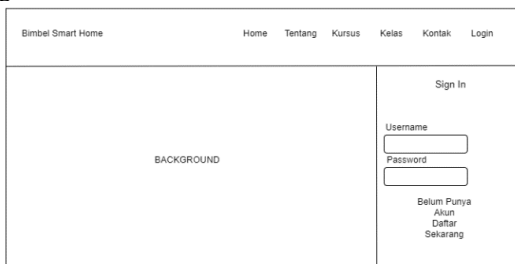 Bimbel Smart Home
Home Tentang Kursus Kelas Kontak Login
Sign In
BACKGROUND
Username
Password
Belum Punya
Akun
Daftar
Sekarang